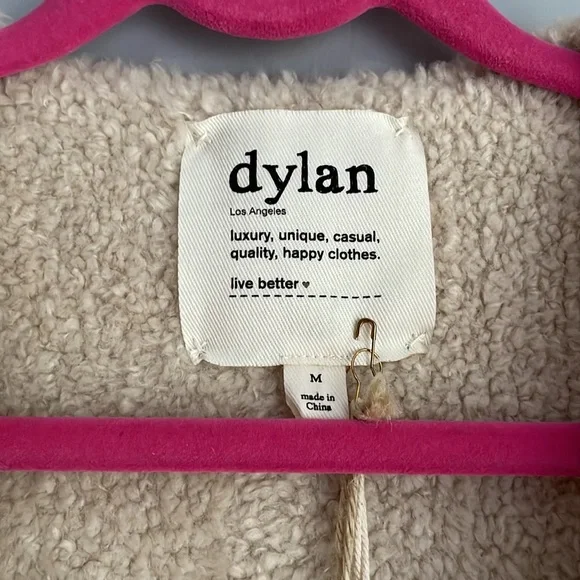 dylan
Los Angeles
luxury, unique, casual,
quality, happy clothes.
live better ♥
M
made in
China